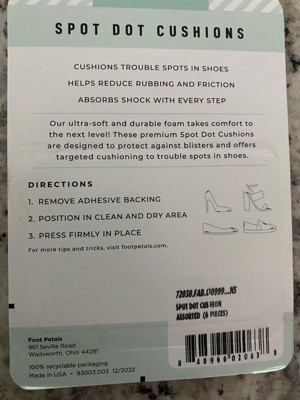 SPOT DOT CUSHIONS
CUSHIONS TROUBLE SPOTS IN SHOES
HELPS REDUCE RUBBING AND FRICTION
ABSORBS SHOCK WITH EVERY STEP
Our ultra-soft and durable foam takes comfort to
the next level! These premium Spot Dot Cushions
are designed to protect against blisters and offers
targeted cushioning to trouble spots in shoes.
DIRECTIONS
1. REMOVE ADHESIVE BACKING
2. POSITION IN CLEAN AND DRY AREA
3. PRESS FIRMLY IN PLACE
For more tips and tricks, visit footpetals.com.
SPOT DOT CUSHION
ASSORTED (6 PIECES)
Foot Petals
961 Seville Road
Wadsworth, Ohio 44281
100% recyclable packaging
Made in USA • 93003.003 12/2022